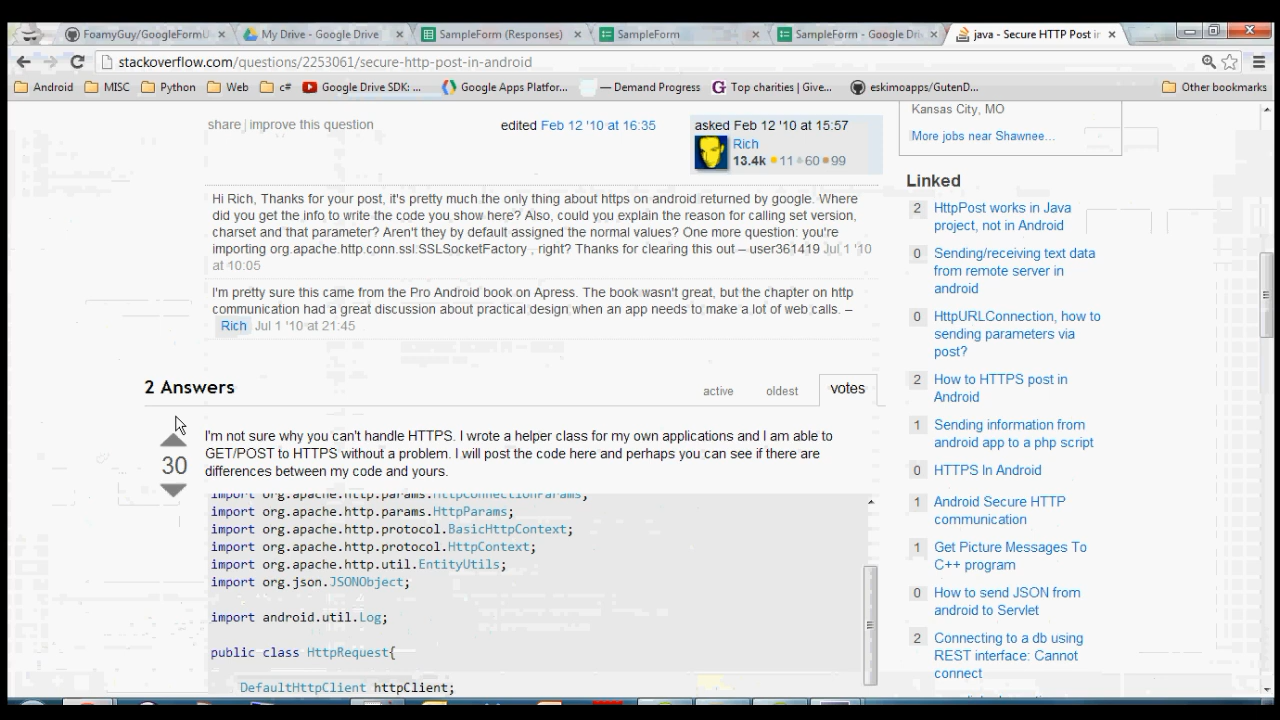 FoamyGuy/GoogleFormU
My Drive - Google Drive
SampleForm (Responses)
SampleForm
SampleForm - Google Dri
java - Secure HTTP Post in
stackoverflow.com/questions/2253061/secure-http-post-in-android
Android MISC Python Web c# Google Drive SDK: ... Google Apps Platfor... — Demand Progress Top charities | Give... eskimoapps/GutenD... Other bookmarks
share improve this question
edited Feb 12 '10 at 16:35
asked Feb 12 '10 at 15:57
Rich
13.4k 11 60 99
Hi Rich, Thanks for your post, it's pretty much the only thing about https on android returned by google. Where
did you get the info to write the code you show here? Also, could you explain the reason for calling set version,
charset and that parameter? Aren't they by default assigned the normal values? One more question: you're
importing org.apache.http.conn.ssl.SSLSocketFactory , right? Thanks for clearing this out – user361419 Jul 1 '10
at 10:05
I'm pretty sure this came from the Pro Android book on Apress. The book wasn't great, but the chapter on http
communication had a great discussion about practical design when an app needs to make a lot of web calls. –
Rich Jul 1 '10 at 21:45
2 Answers
active oldest votes
30
I'm not sure why you can't handle HTTPS. I wrote a helper class for my own applications and I am able to
GET/POST to HTTPS without a problem. I will post the code here and perhaps you can see if there are
differences between my code and yours.
import org.apache.http.params.HttpConnectionParams;
import org.apache.http.params.HttpParams;
import org.apache.http.protocol.BasicHttpContext;
import org.apache.http.protocol.HttpContext;
import org.apache.http.util.EntityUtils;
import org.json.JSONObject;
import android.util.Log;
public class HttpRequest{
DefaultHttpClient httpClient;
Kansas City, MO
More jobs near Shawnee...
Linked
2 HttpPost works in Java
project, not in Android
0 Sending/receiving text data
from remote server in
android
0 HttpURLConnection, how to
sending parameters via
post?
2 How to HTTPS post in
Android
1 Sending information from
android app to a php script
0 HTTPS In Android
1 Android Secure HTTP
communication
1 Get Picture Messages To
C++ program
0 How to send JSON from
android to Servlet
2 Connecting to a db using
REST interface: Cannot
connect